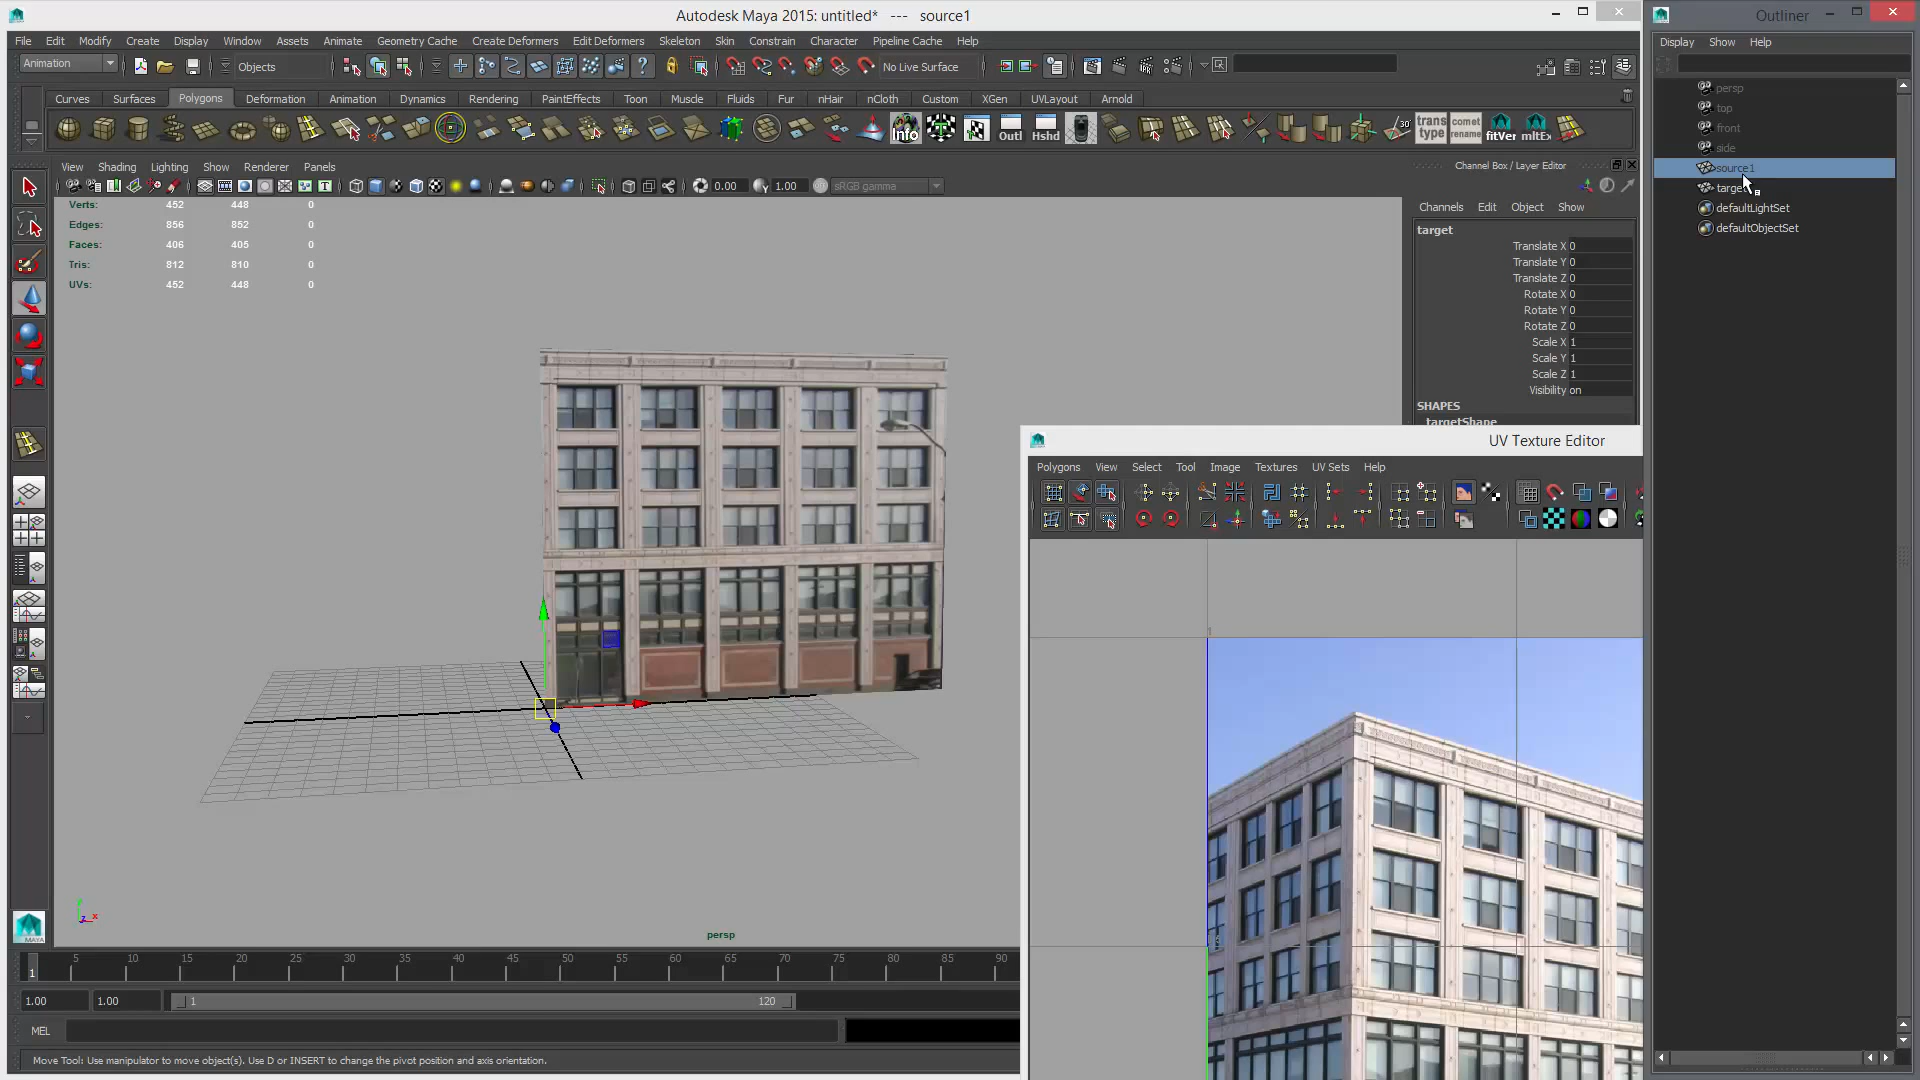 Autodesk Maya 2015: untitled* --- source1
File Edit Modify Create Display Window Assets Animate Geometry Cache Create Deformers Edit Deformers Skeleton Skin Constrain Character Pipeline Cache Help
Animation
Objects
No Live Surface
Curves Surfaces Polygons Deformation Animation Dynamics Rendering PaintEffects Toon Muscle Fluids Fur nHair nCloth Custom XGen UVLayout Arnold
Info
Outl
Hshd
30
trans type
comet rename
fitVer
mltEx
View Shading Lighting Show Renderer Panels
0.00
1.00
sRGB gamma
Verts: 452 448 0
Edges: 856 852 0
Faces: 406 405 0
Tris: 812 810 0
UVs: 452 448 0
persp
Channel Box / Layer Editor
Channels Edit Object Show
target
Translate X 0
Translate Y 0
Translate Z 0
Rotate X 0
Rotate Y 0
Rotate Z 0
Scale X 1
Scale Y 1
Scale Z 1
Visibility on
SHAPES
targetShape
UV Texture Editor
Polygons View Select Tool Image Textures UV Sets Help
1
Outliner
Display Show Help
persp
top
front
side
source1
target
defaultLightSet
defaultObjectSet
1 5 10 15 20 25 30 35 40 45 50 55 60 65 70 75 80 85 90
1.00 1.00 1 120
MEL
Move Tool: Use manipulator to move object(s). Use D or INSERT to change the pivot position and axis orientation.
MAYA